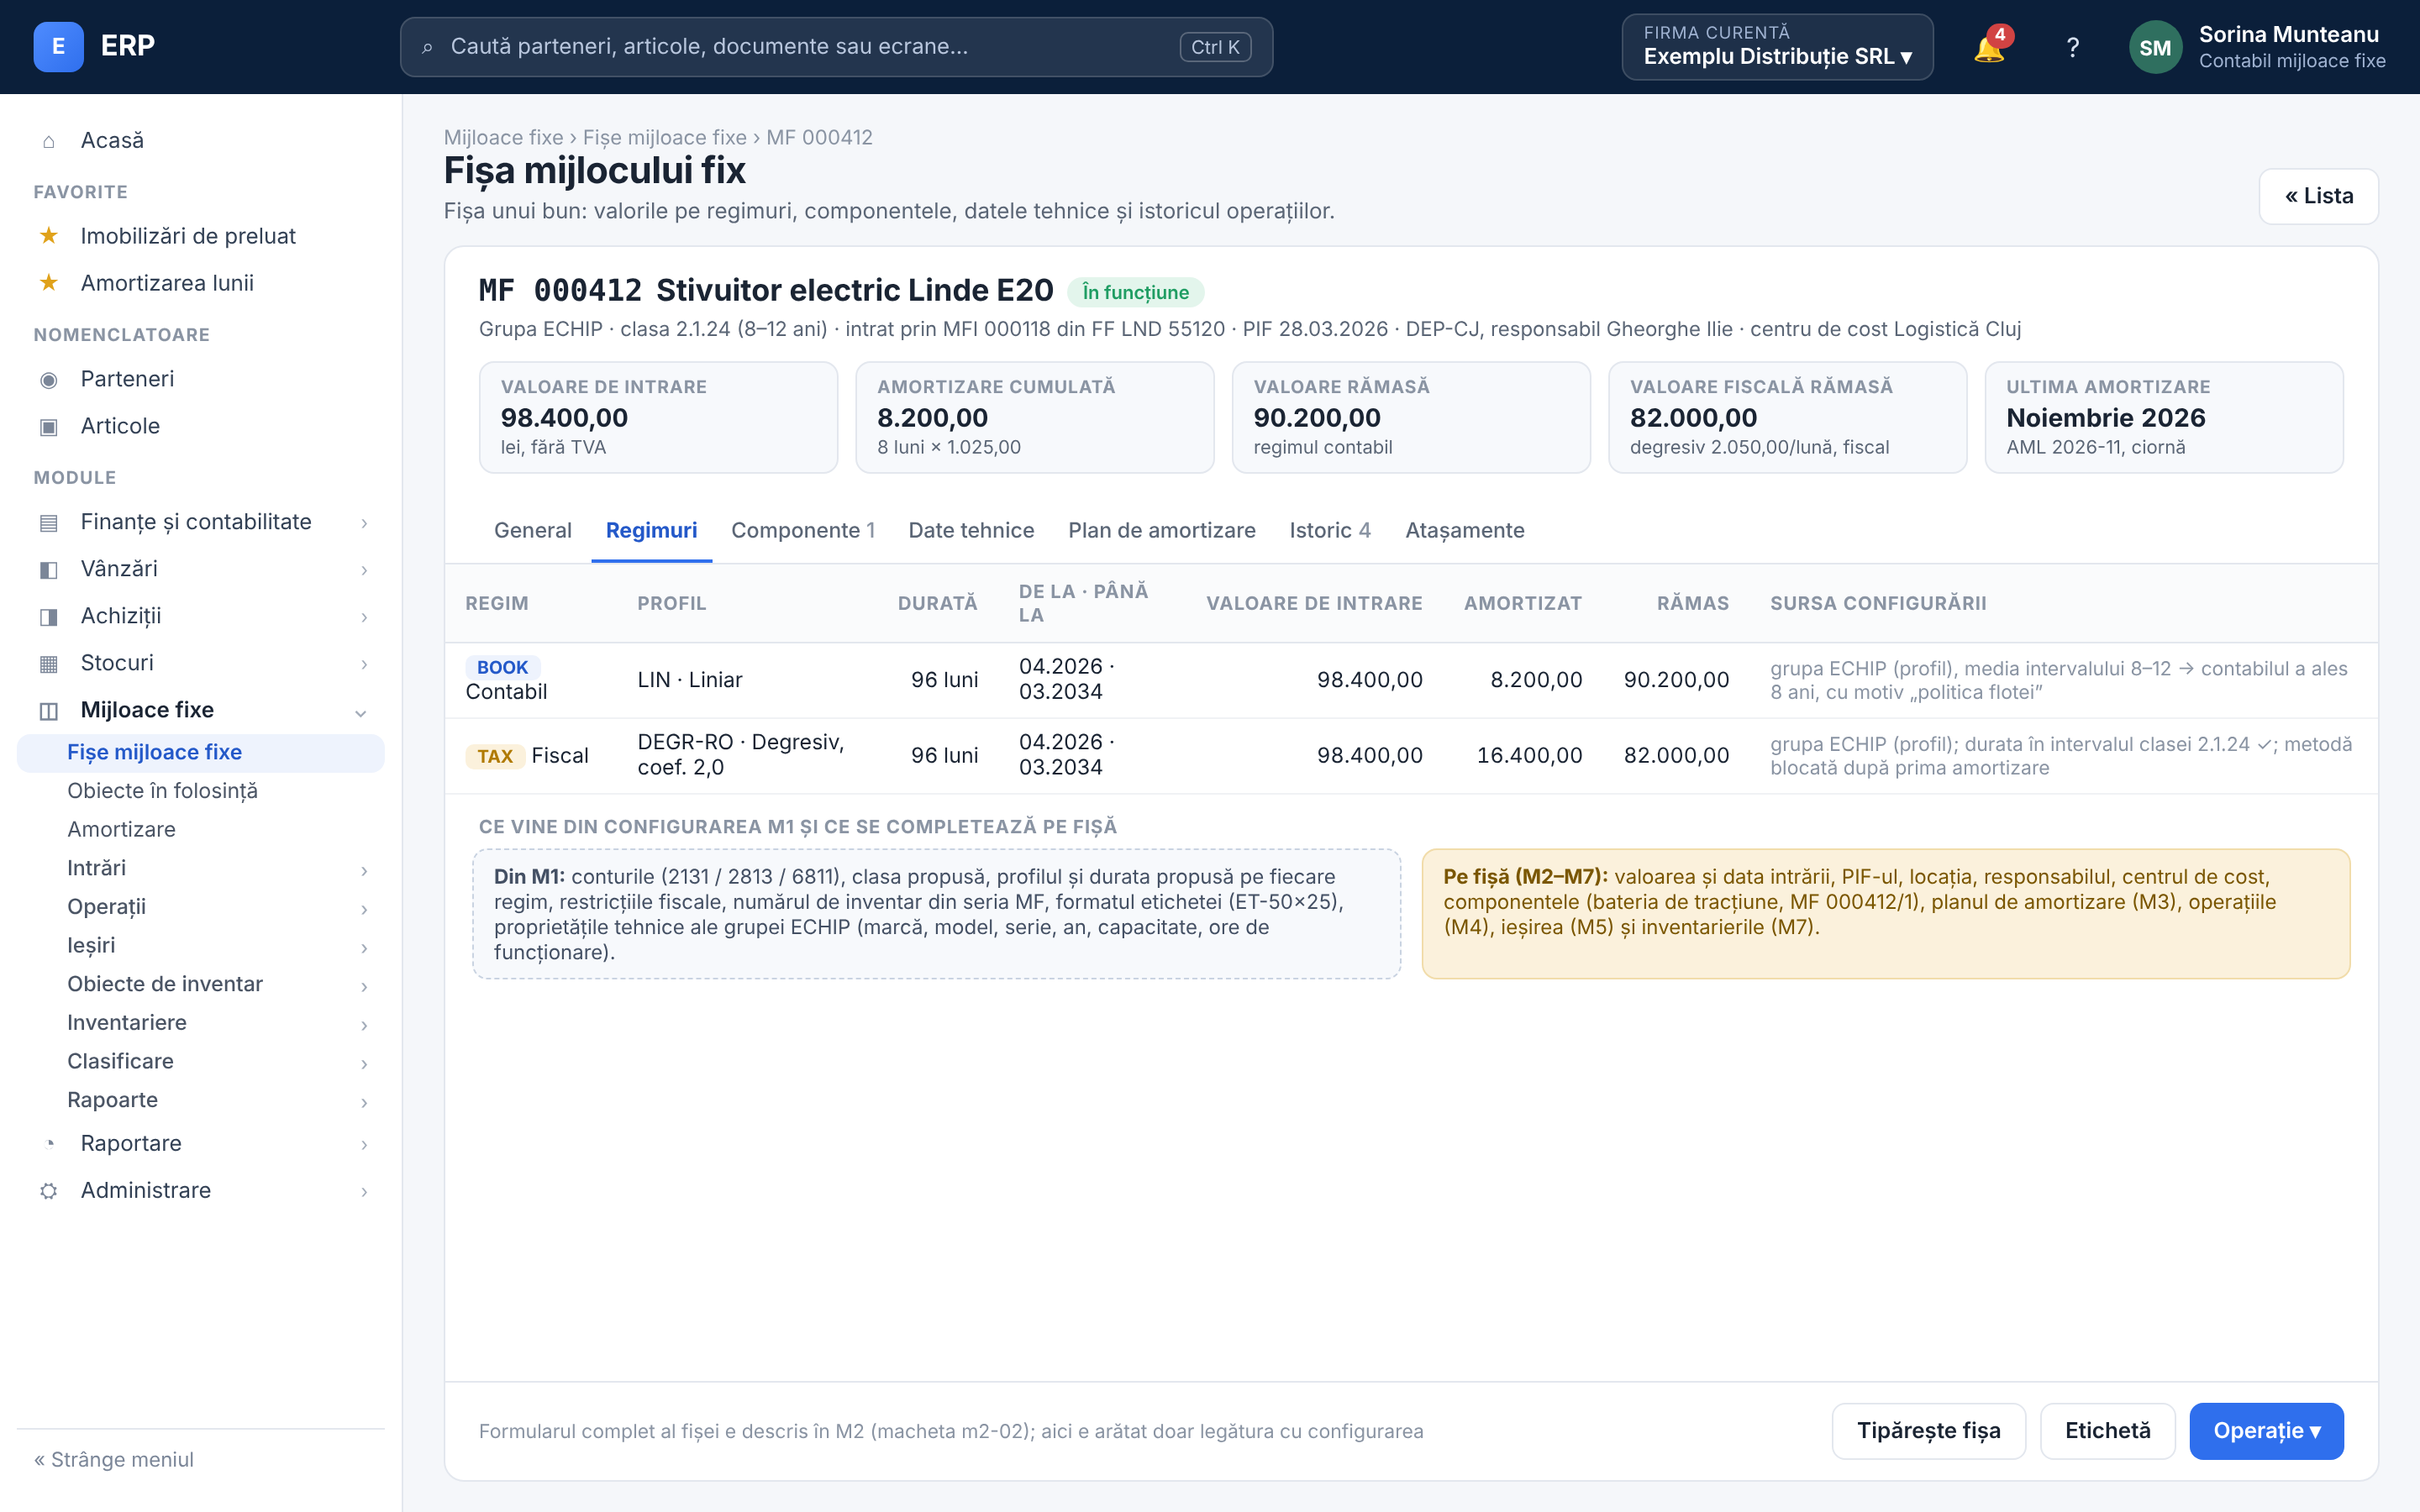 E ERP
Caută parteneri, articole, documente sau ecrane... Ctrl K
FIRMA CURENTĂ
Exemplu Distribuție SRL ▾
4
?
SM
Sorina Munteanu
Contabil mijloace fixe
Acasă
FAVORITE
★ Imobilizări de preluat
★ Amortizarea lunii
NOMENCLATOARE
Parteneri
Articole
MODULE
Finanțe și contabilitate ›
Vânzări ›
Achiziții ›
Stocuri ›
Mijloace fixe
Fișe mijloace fixe
Obiecte în folosință
Amortizare
Intrări ›
Operații ›
Ieșiri ›
Obiecte de inventar ›
Inventariere ›
Clasificare ›
Rapoarte ›
Raportare ›
Administrare ›
« Strânge meniul
Mijloace fixe › Fișe mijloace fixe › MF 000412
Fișa mijlocului fix
Fișa unui bun: valorile pe regimuri, componentele, datele tehnice și istoricul operațiilor.
« Lista
MF 000412 Stivuitor electric Linde E20 În funcțiune
Grupa ECHIP · clasa 2.1.24 (8–12 ani) · intrat prin MFI 000118 din FF LND 55120 · PIF 28.03.2026 · DEP-CJ, responsabil Gheorghe Ilie · centru de cost Logistică Cluj
VALOARE DE INTRARE
98.400,00
lei, fără TVA
AMORTIZARE CUMULATĂ
8.200,00
8 luni × 1.025,00
VALOARE RĂMASĂ
90.200,00
regimul contabil
VALOARE FISCALĂ RĂMASĂ
82.000,00
degresiv 2.050,00/lună, fiscal
ULTIMA AMORTIZARE
Noiembrie 2026
AML 2026-11, ciornă
General Regimuri Componente 1 Date tehnice Plan de amortizare Istoric 4 Atașamente
REGIM PROFIL DURATĂ DE LA · PÂNĂ LA VALOARE DE INTRARE AMORTIZAT RĂMAS SURSA CONFIGURĂRII
BOOK Contabil LIN · Liniar 96 luni 04.2026 · 03.2034 98.400,00 8.200,00 90.200,00 grupa ECHIP (profil), media intervalului 8–12 → contabilul a ales 8 ani, cu motiv „politica flotei”
TAX Fiscal DEGR-RO · Degresiv, coef. 2,0 96 luni 04.2026 · 03.2034 98.400,00 16.400,00 82.000,00 grupa ECHIP (profil); durata în intervalul clasei 2.1.24 ✓; metodă blocată după prima amortizare
CE VINE DIN CONFIGURAREA M1 ȘI CE SE COMPLETEAZĂ PE FIȘĂ
Din M1: conturile (2131 / 2813 / 6811), clasa propusă, profilul și durata propusă pe fiecare
regim, restricțiile fiscale, numărul de inventar din seria MF, formatul etichetei (ET-50×25),
proprietățile tehnice ale grupei ECHIP (marcă, model, serie, an, capacitate, ore de
funcționare).
Pe fișă (M2–M7): valoarea și data intrării, PIF-ul, locația, responsabilul, centrul de cost,
componentele (bateria de tracțiune, MF 000412/1), planul de amortizare (M3), operațiile
(M4), ieșirea (M5) și inventarierile (M7).
Formularul complet al fișei e descris în M2 (macheta m2-02); aici e arătat doar legătura cu configurarea
Tipărește fișa
Etichetă
Operație ▾